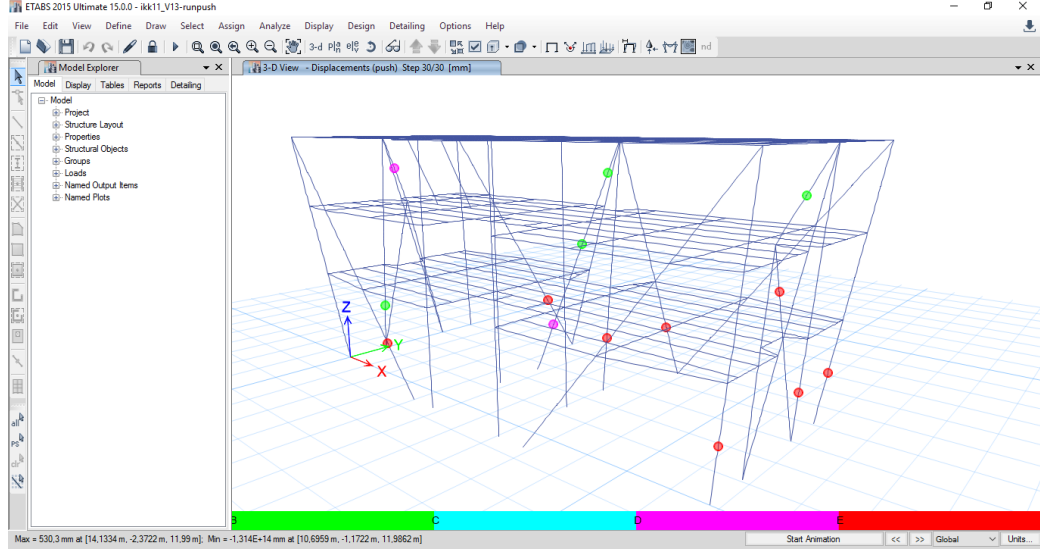 ETABS 2015 Ultimate 15.0.0 - ikk11_V13-runpush
File Edit View Define Draw Select Assign Analyze Display Design Detailing Options Help
3-d nd
Model Explorer
3-D View - Displacements (push) Step 30/30 [mm]
Model Display Tables Reports Detailing
Model
Project
Structure Layout
Properties
Structural Objects
Groups
Loads
Named Output Items
Named Plots
all
ps
clr
Z
Y
X
B C D E
Max = 530,3 mm at [14,1334 m, -2,3722 m, 11,99 m]; Min = -1,314E+14 mm at [10,6959 m, -1,1722 m, 11,9862 m]
Start Animation << >> Global Units...